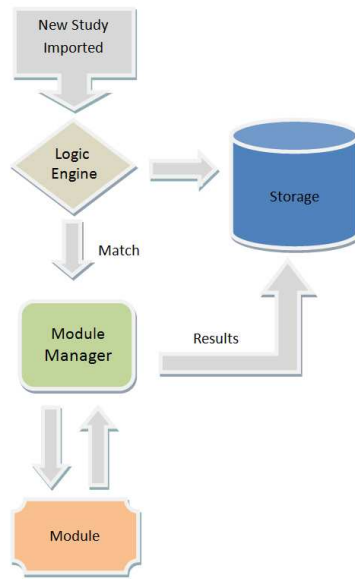 New Study
Imported
Logic
Engine
Storage
Match
Module
Manager
Results
Module